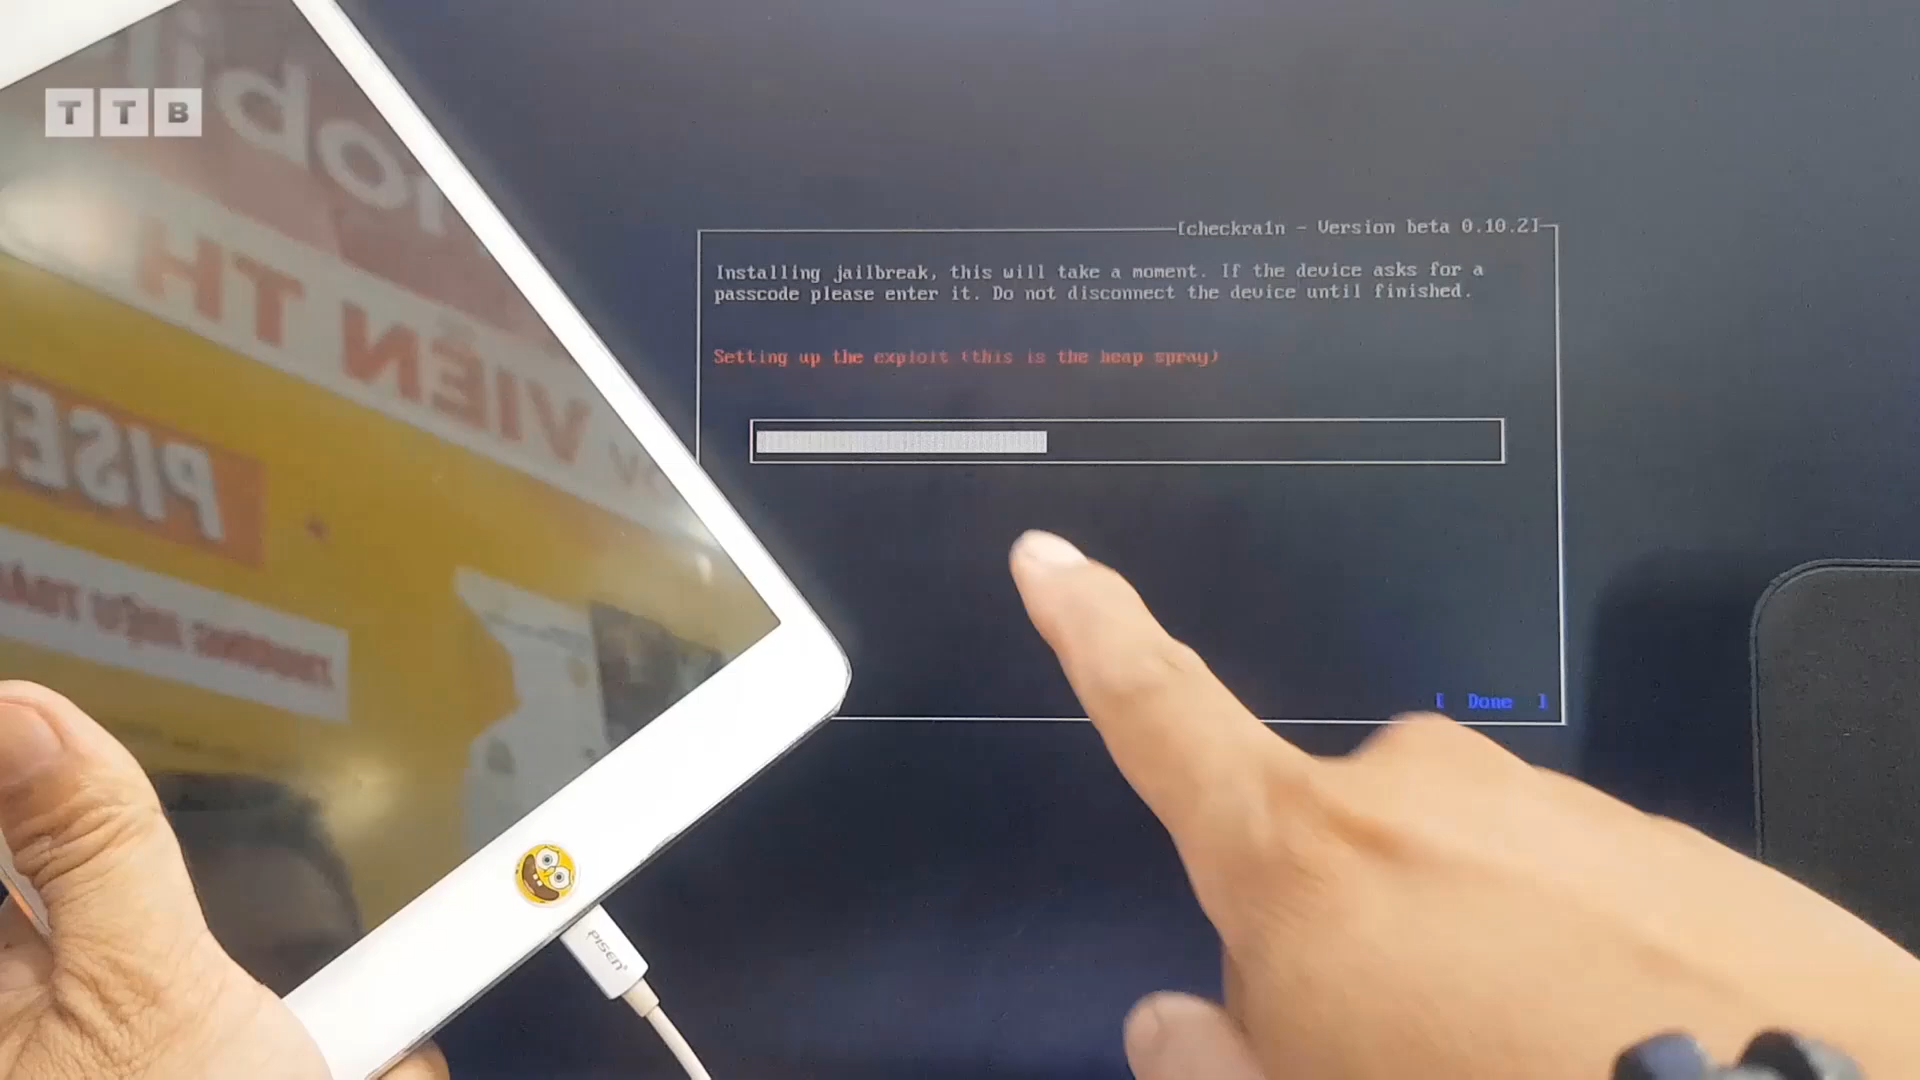 TTB
[checkra1n - Version beta 0.10.2]
Installing jailbreak, this will take a moment. If the device asks for a
passcode please enter it. Do not disconnect the device until finished.
Setting up the exploit (this is the heap spray)
[ Done ]
VIỄN TH
PISEN